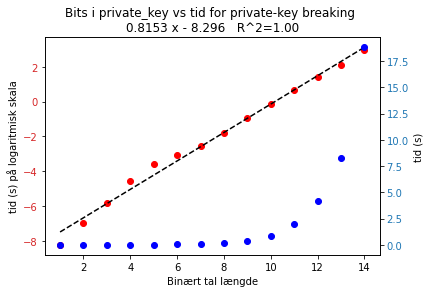 Bits i private_key vs tid for private-key breaking
0.8153 x - 8.296   R^2=1.00
tid (s) på logaritmisk skala
2
0
−2
−4
−6
−8
17.5
15.0
12.5
10.0
7.5
5.0
2.5
0.0
tid (s)
2 4 6 8 10 12 14
Binært tal længde